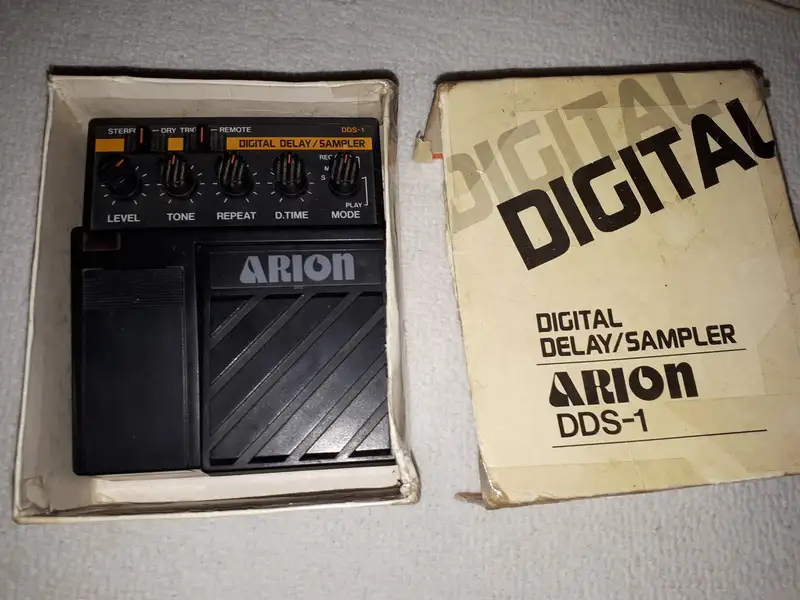 STEREO DRY TRIG REMOTE DDS-1
DIGITAL DELAY/SAMPLER
REC
M
S
PLAY
LEVEL TONE REPEAT D.TIME MODE
ARION
DIGITAL
DIGITAL
DIGITAL
DELAY/SAMPLER
ARION
DDS-1